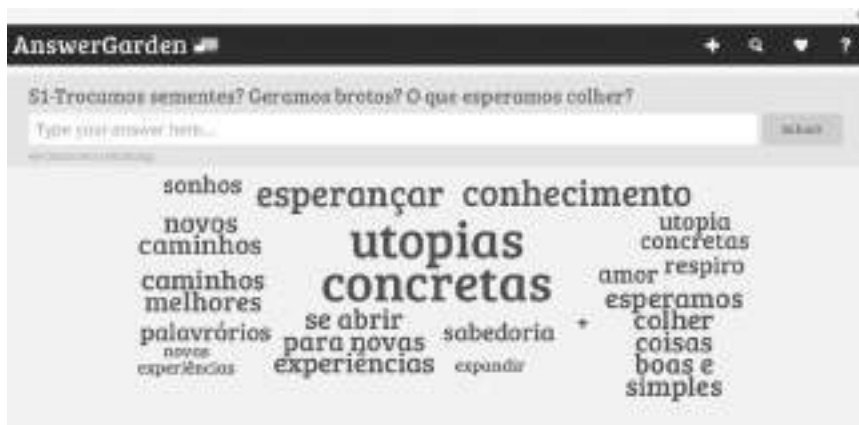 AnswerGarden
S1-Trocamos sementes? Geramos brotos? O que esperamos colher?
Type your answer here...
Submit
sonhos esperançar conhecimento
novos
caminhos
utopias
concretas
utopia
concretas
caminhos
melhores
amor respiro
esperamos
colher
coisas
boas e
simples
palavrórios
se abrir
para novas
experiências
sabedoria
+
novas
experiências
expandir